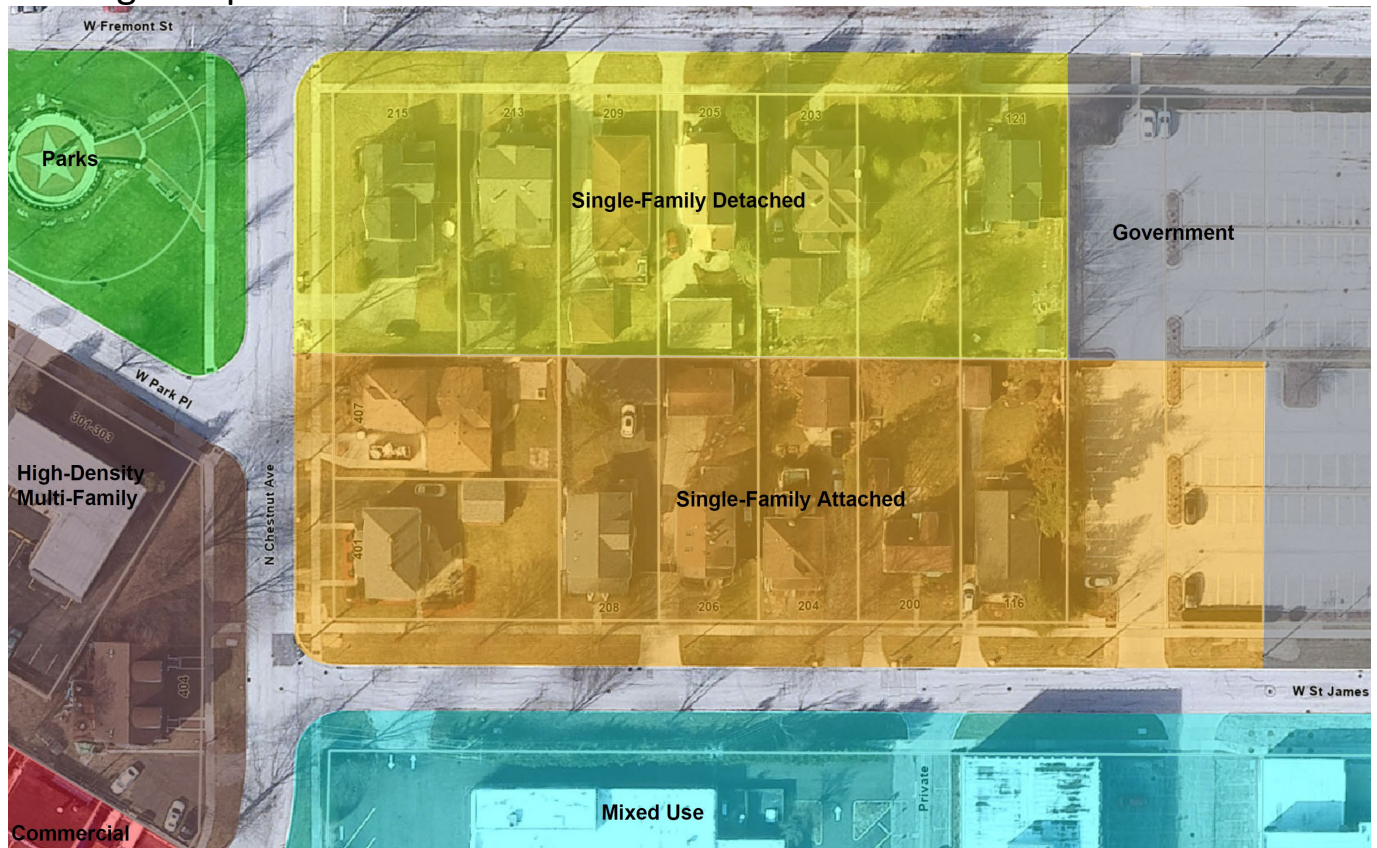 W Fremont St
215
213
209
205
203
121
Parks
Single-Family Detached
Government
W Park Pl
301-303
407
High-Density
Multi-Family
N Chestnut Ave
Single-Family Attached
401
208
206
204
200
116
404
W St James
Private
Mixed Use
Commercial